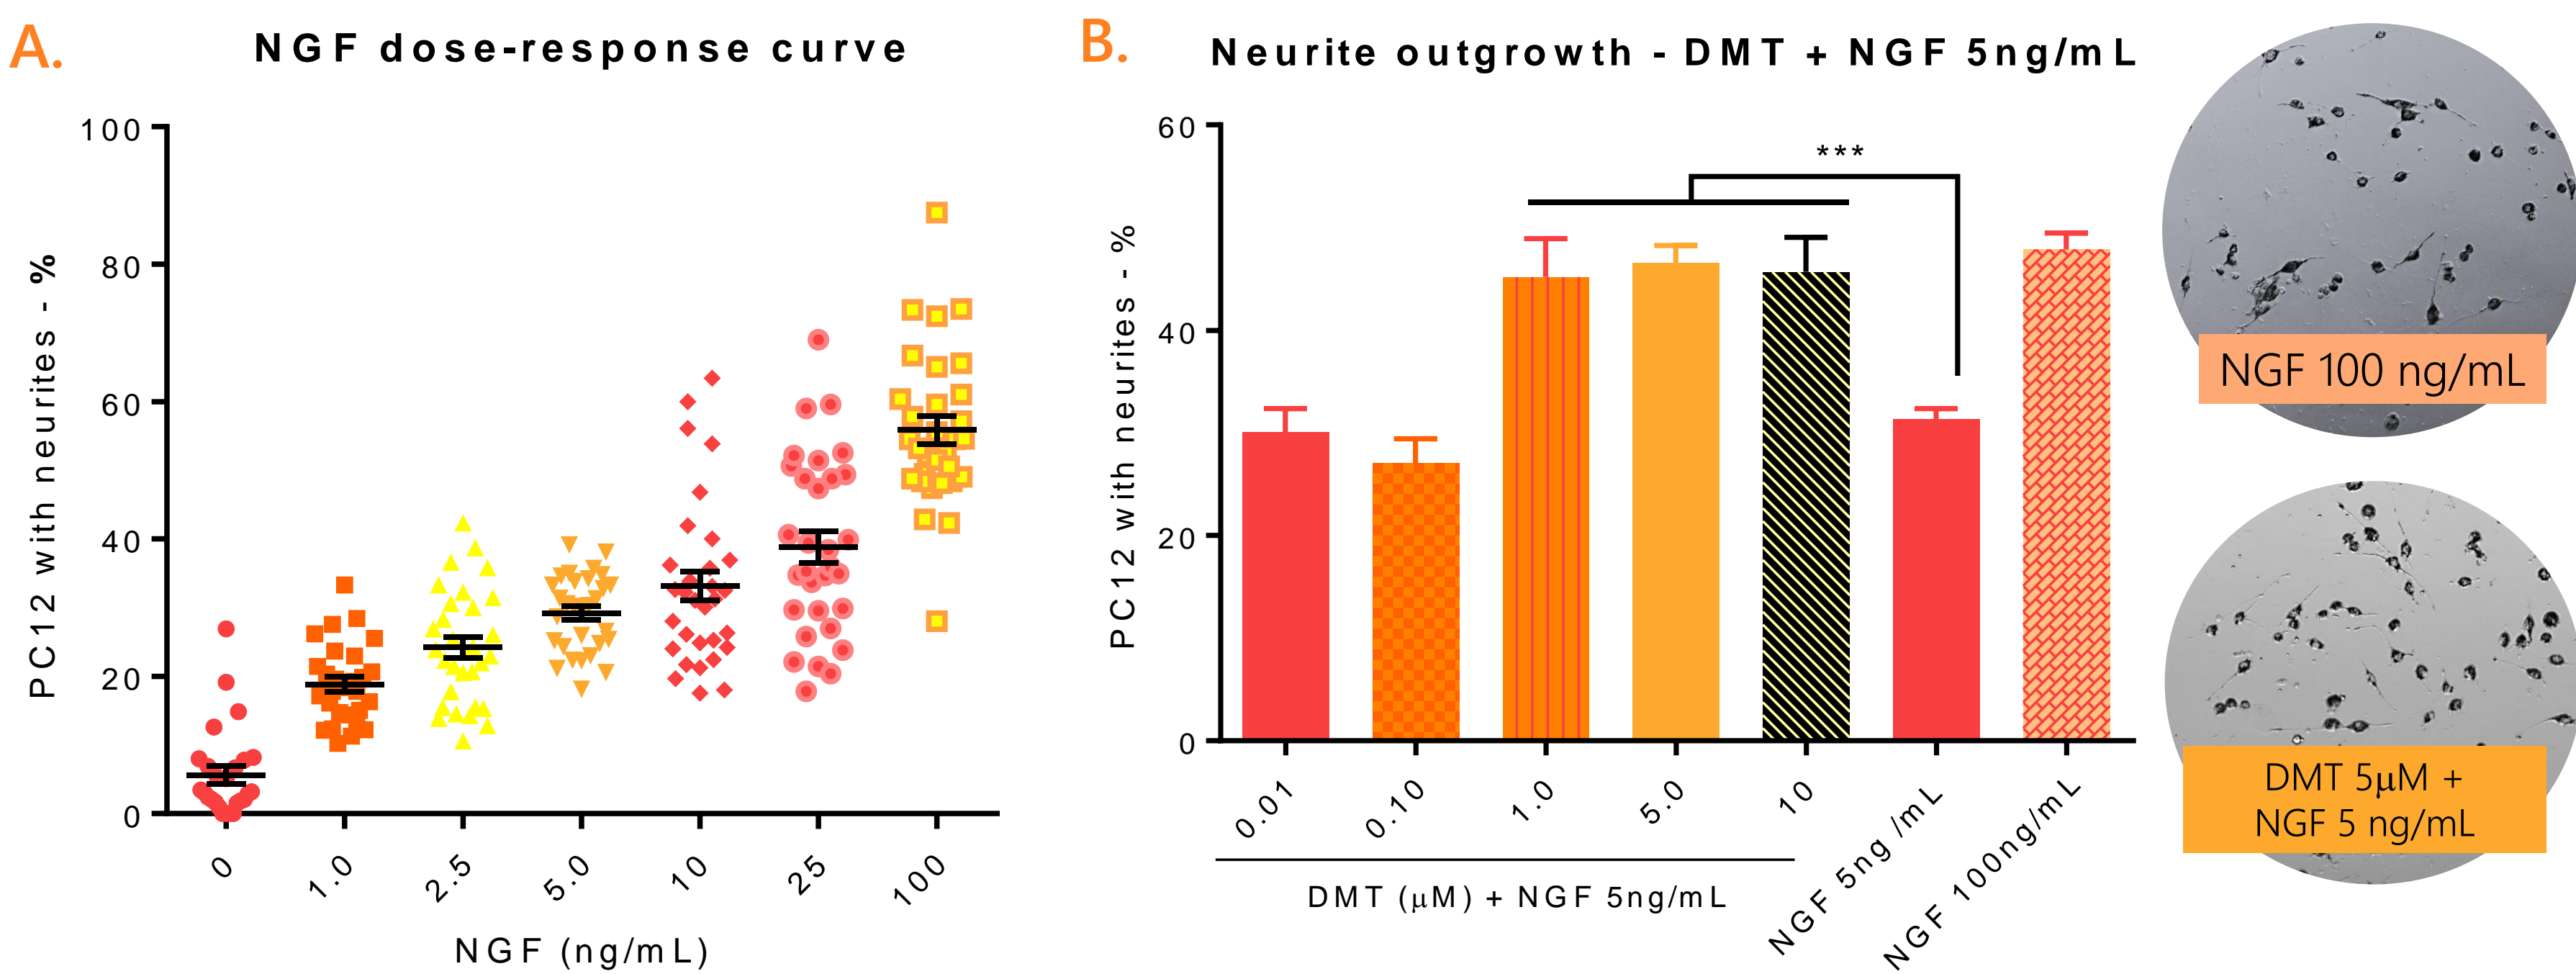 A.
NGF dose-response curve
PC12 with neurites - %
100
80
60
40
20
0
0
1.0
2.5
5.0
10
25
100
NGF (ng/mL)
B.
Neurite outgrowth - DMT + NGF 5ng/mL
PC12 with neurites - %
60
40
20
0
***
0.01
0.10
1.0
5.0
10
NGF 5ng /mL
NGF 100ng/mL
DMT (μM) + NGF 5ng/mL
NGF 100 ng/mL
DMT 5μM +
NGF 5 ng/mL